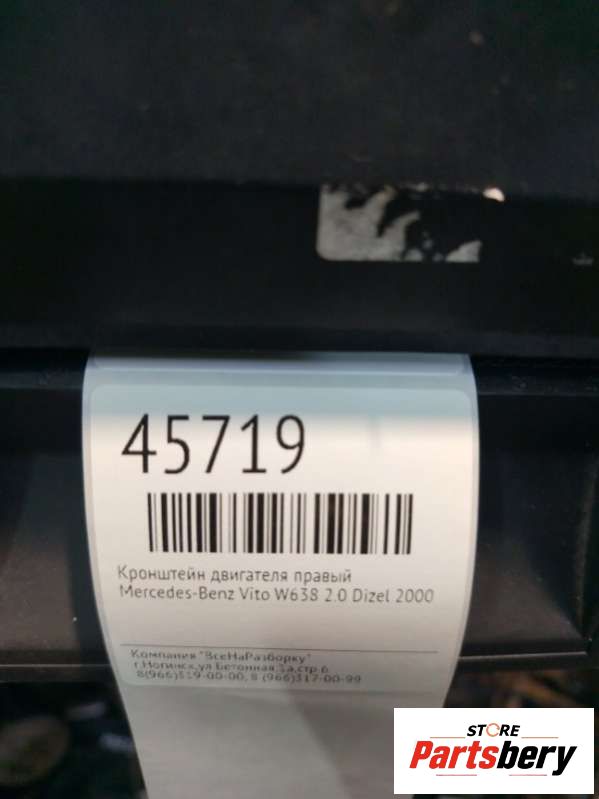 45719
Кронштейн двигателя правый
Mercedes-Benz Vito W638 2.0 Dizel 2000
Компания "ВсеНаРазборку"
г.Ногинск,ул Бетонная,3а,стр.6
8(966)319-00-00, 8 (966)317-00-99
STORE
Partsbery